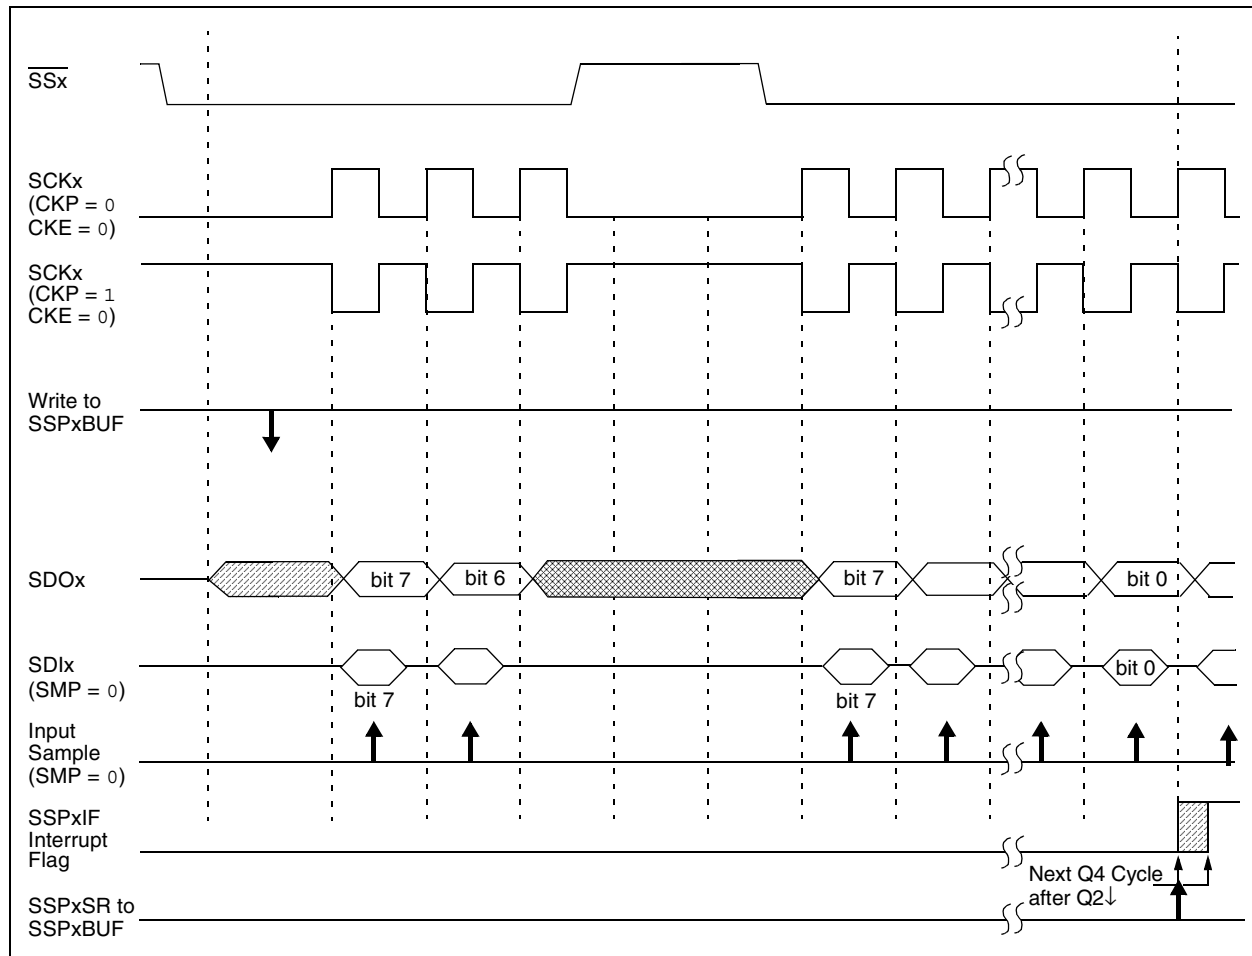 SSx
SCKx
(CKP = 0
CKE = 0)
SCKx
(CKP = 1
CKE = 0)
Write to
SSPxBUF
SDOx
bit 7
bit 6
bit 7
bit 0
SDIx
(SMP = 0)
bit 0
bit 7
bit 7
Input
Sample
(SMP = 0)
SSPxIF
Interrupt
Flag
Next Q4 Cycle
after Q2↓
SSPxSR to
SSPxBUF